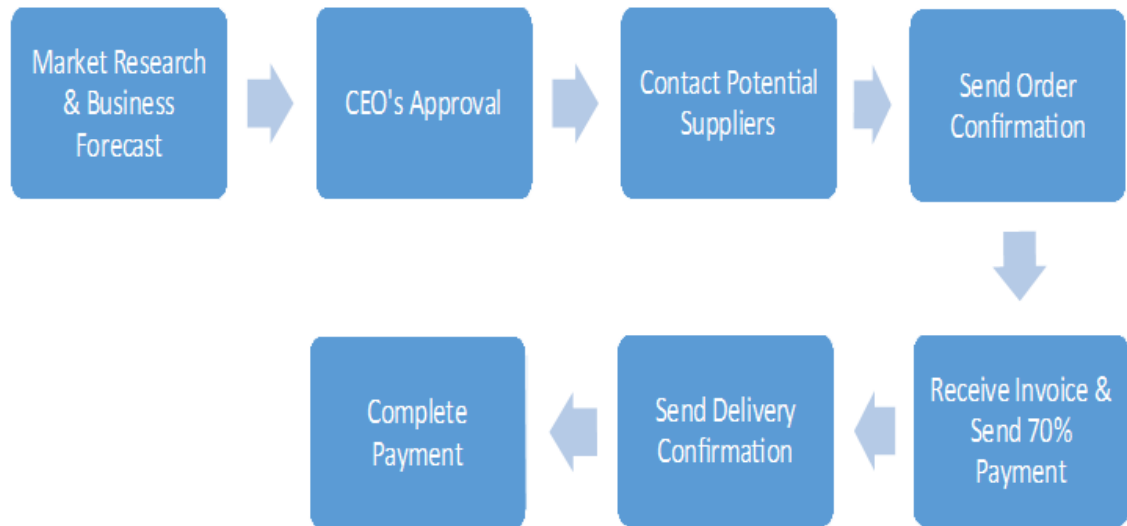 Market Research
& Business
Forecast
CEO's Approval
Contact Potential
Suppliers
Send Order
Confirmation
Receive Invoice &
Send 70%
Payment
Send Delivery
Confirmation
Complete
Payment